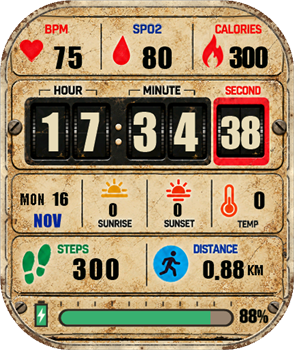 BPM SPO2 CALORIES
75 80 300
HOUR MINUTE SECOND
17:34 38
MON 16 0 0 0
NOV SUNRISE SUNSET TEMP
STEPS DISTANCE
300 0.88 KM
88%